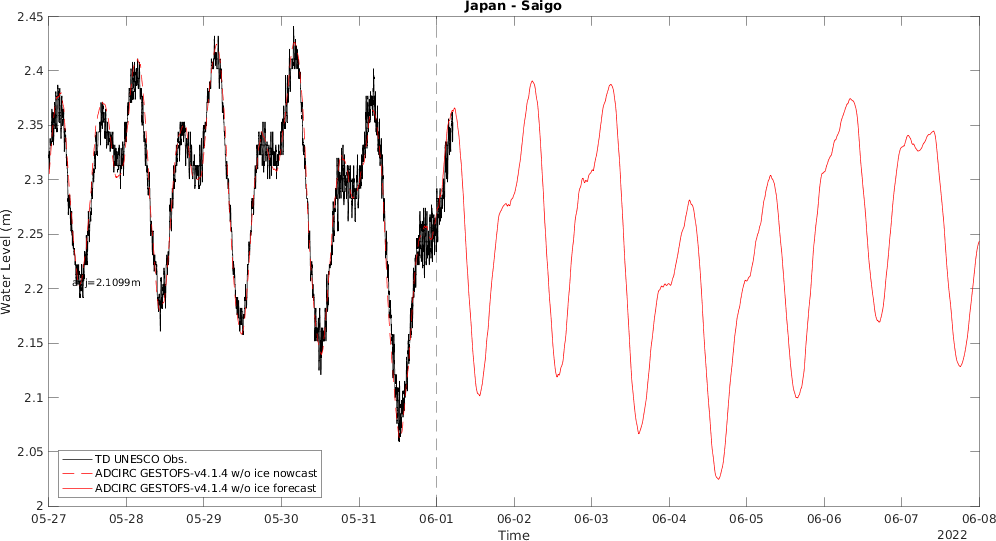 Japan - Saigo
2.45
2.4
2.35
2.3
2.25
2.2
2.15
2.1
2.05
2
Water Level (m)
adj=2.1099m
TD UNESCO Obs.
ADCIRC GESTOFS-v4.1.4 w/o ice nowcast
ADCIRC GESTOFS-v4.1.4 w/o ice forecast
05-27 05-28 05-29 05-30 05-31 06-01 06-02 06-03 06-04 06-05 06-06 06-07 06-08
Time
2022